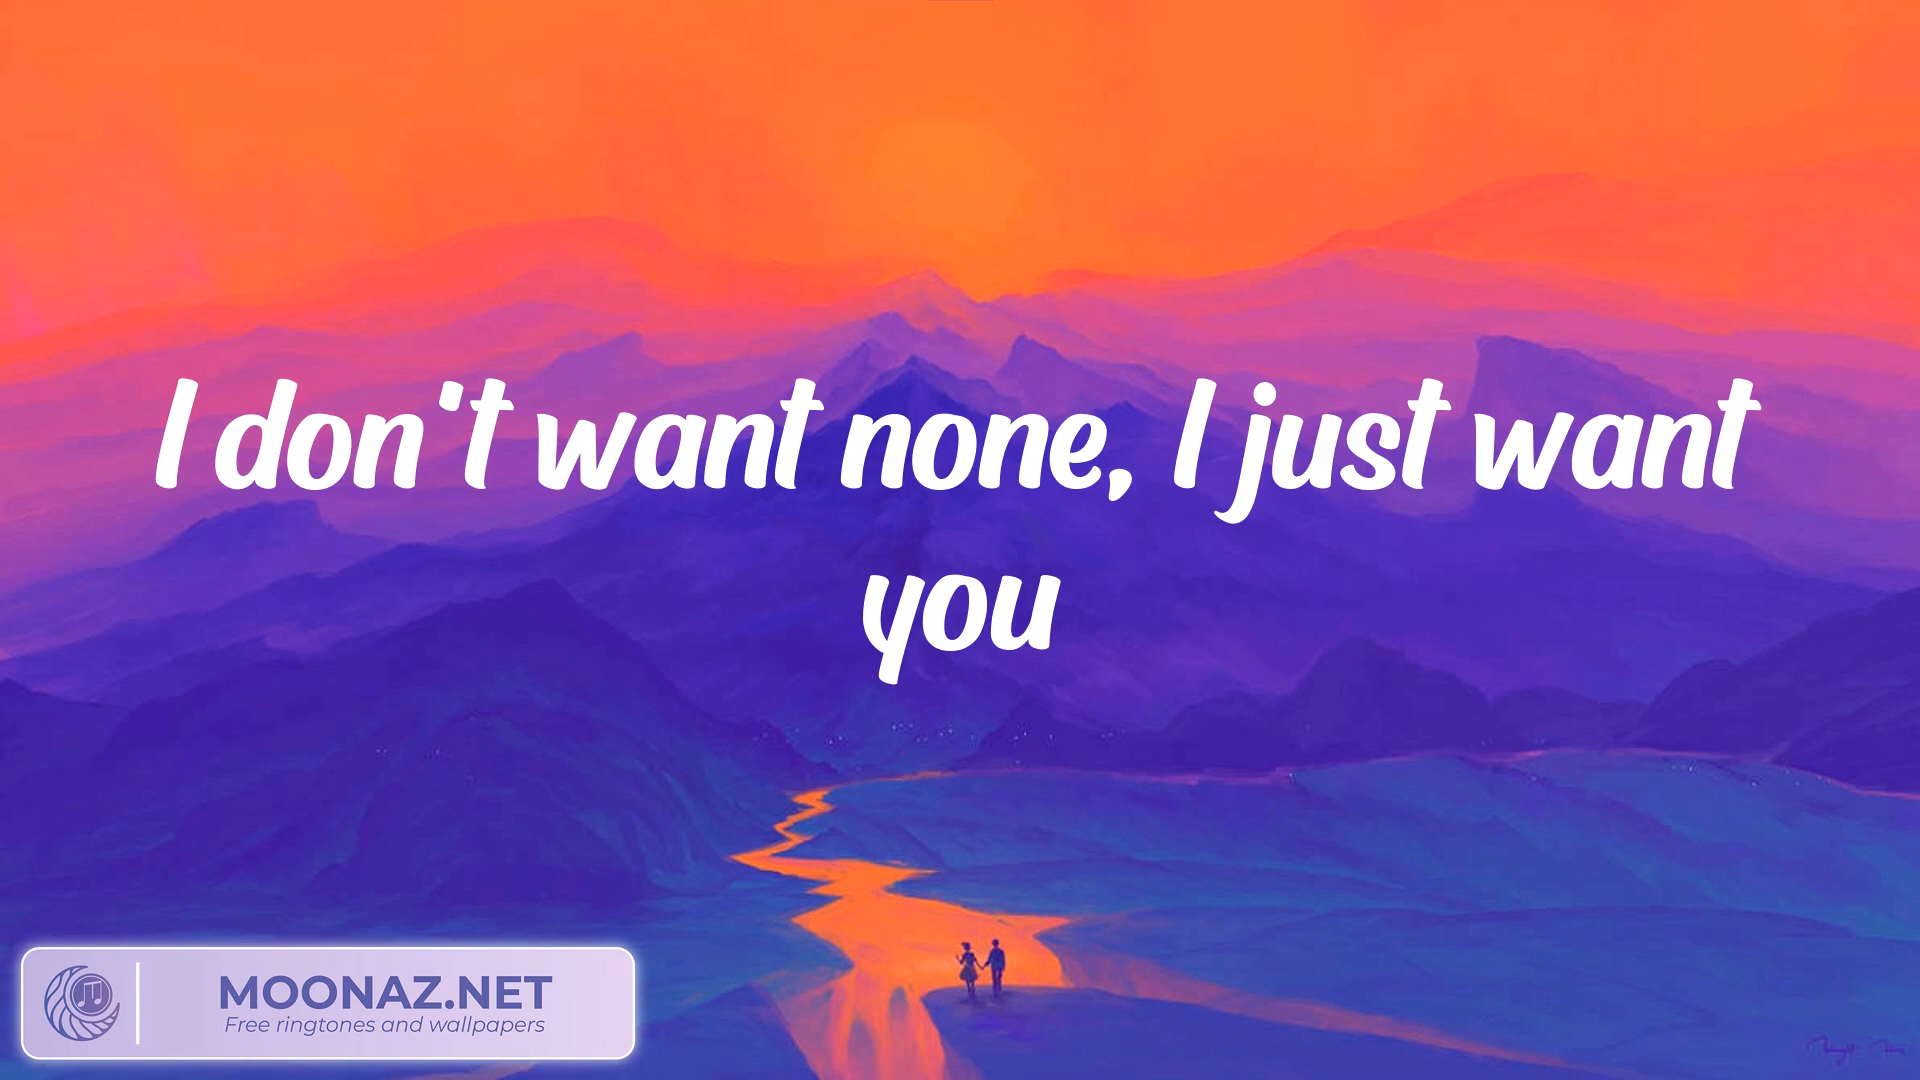 I don't want none, I just want
you
MOONAZ.NET
Free ringtones and wallpapers